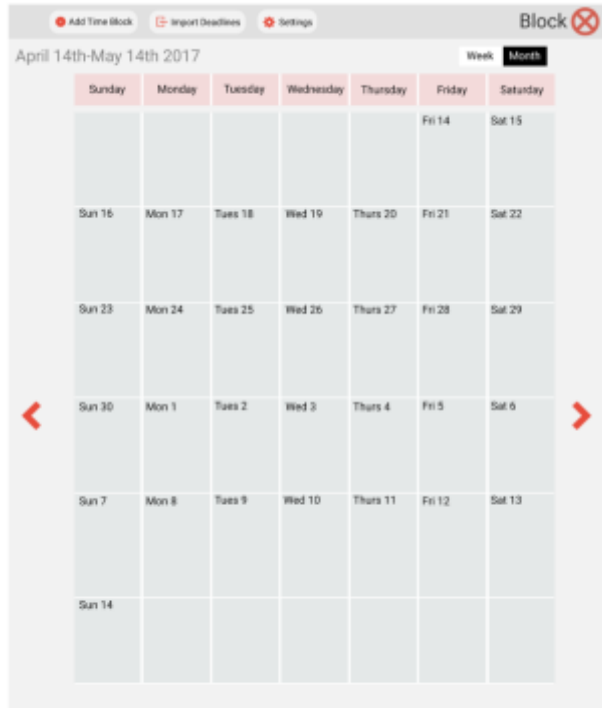 Add Time Block Import Deadlines Settings Block
April 14th-May 14th 2017 Week Month
Sunday Monday Tuesday Wednesday Thursday Friday Saturday
Fri 14 Sat 15
Sun 16 Mon 17 Tues 18 Wed 19 Thurs 20 Fri 21 Sat 22
Sun 23 Mon 24 Tues 25 Wed 26 Thurs 27 Fri 28 Sat 29
Sun 30 Mon 1 Tues 2 Wed 3 Thurs 4 Fri 5 Sat 6
Sun 7 Mon 8 Tues 9 Wed 10 Thurs 11 Fri 12 Sat 13
Sun 14